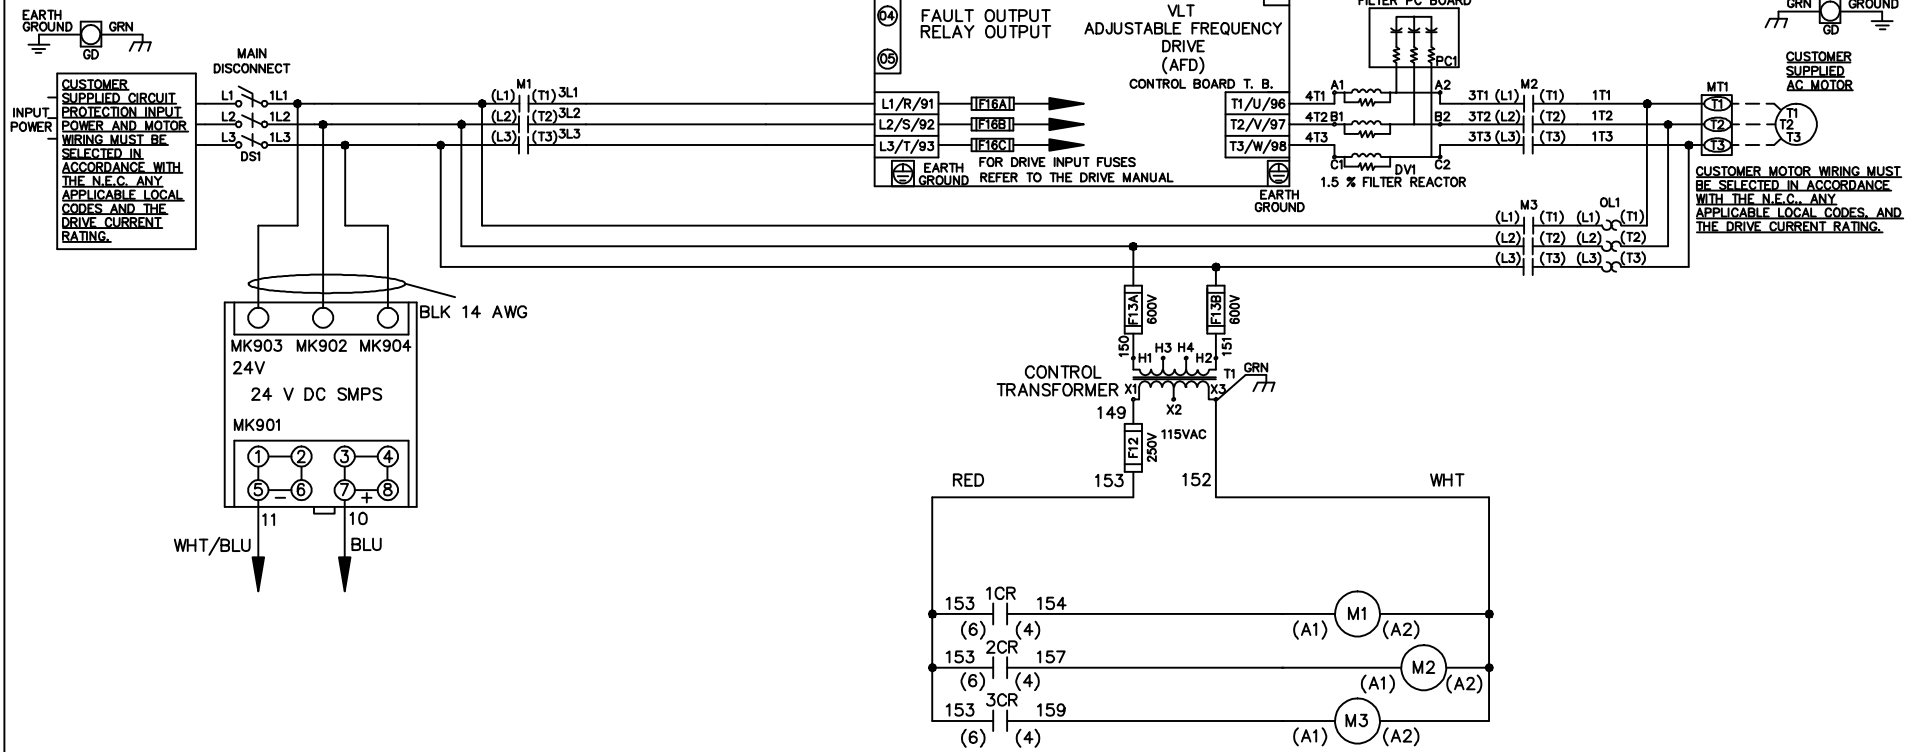 EARTH
GROUND
GRN
GD
04
05
FAULT OUTPUT
RELAY OUTPUT
VLT
ADJUSTABLE FREQUENCY
DRIVE
(AFD)
CONTROL BOARD T. B.
FILTER PC BOARD
PC1
GRN
GROUND
GD
CUSTOMER
SUPPLIED
AC MOTOR
INPUT
POWER
CUSTOMER
SUPPLIED CIRCUIT
PROTECTION INPUT
POWER AND MOTOR
WIRING MUST BE
SELECTED IN
ACCORDANCE WITH
THE N.E.C. ANY
APPLICABLE LOCAL
CODES AND THE
DRIVE CURRENT
RATING.
MAIN
DISCONNECT
L1 1L1
L2 1L2
L3 1L3
DS1
M1
(L1) (T1) 3L1
(L2) (T2) 3L2
(L3) (T3) 3L3
L1/R/91 F16A
L2/S/92 F16B
L3/T/93 F16C
EARTH
GROUND
FOR DRIVE INPUT FUSES
REFER TO THE DRIVE MANUAL
T1/U/96
T2/V/97
T3/W/98
EARTH
GROUND
4T1 A1 A2
4T2 B1 B2
4T3 C1 C2
DV1
1.5 % FILTER REACTOR
M2
3T1 (L1) (T1) 1T1
3T2 (L2) (T2) 1T2
3T3 (L3) (T3) 1T3
MT1
T1
T2
T3
T1
T2
T3
CUSTOMER MOTOR WIRING MUST
BE SELECTED IN ACCORDANCE
WITH THE N.E.C., ANY
APPLICABLE LOCAL CODES, AND
THE DRIVE CURRENT RATING.
M3 OL1
(L1) (T1) (L1) (T1)
(L2) (T2) (L2) (T2)
(L3) (T3) (L3) (T3)
BLK 14 AWG
MK903 MK902 MK904
24V
24 V DC SMPS
MK901
1 2 3 4
5 - 6 7 + 8
11 10
WHT/BLU BLU
F13A
600V
F13B
600V
150
151
H1 H3 H4 H2
CONTROL
TRANSFORMER
T1
GRN
X1 X3
X2
149
F12
250V
115VAC
153 152
RED WHT
1CR
153 154 M1
(6) (4) (A1) (A2)
2CR
153 157 M2
(6) (4) (A1) (A2)
3CR
153 159 M3
(6) (4) (A1) (A2)